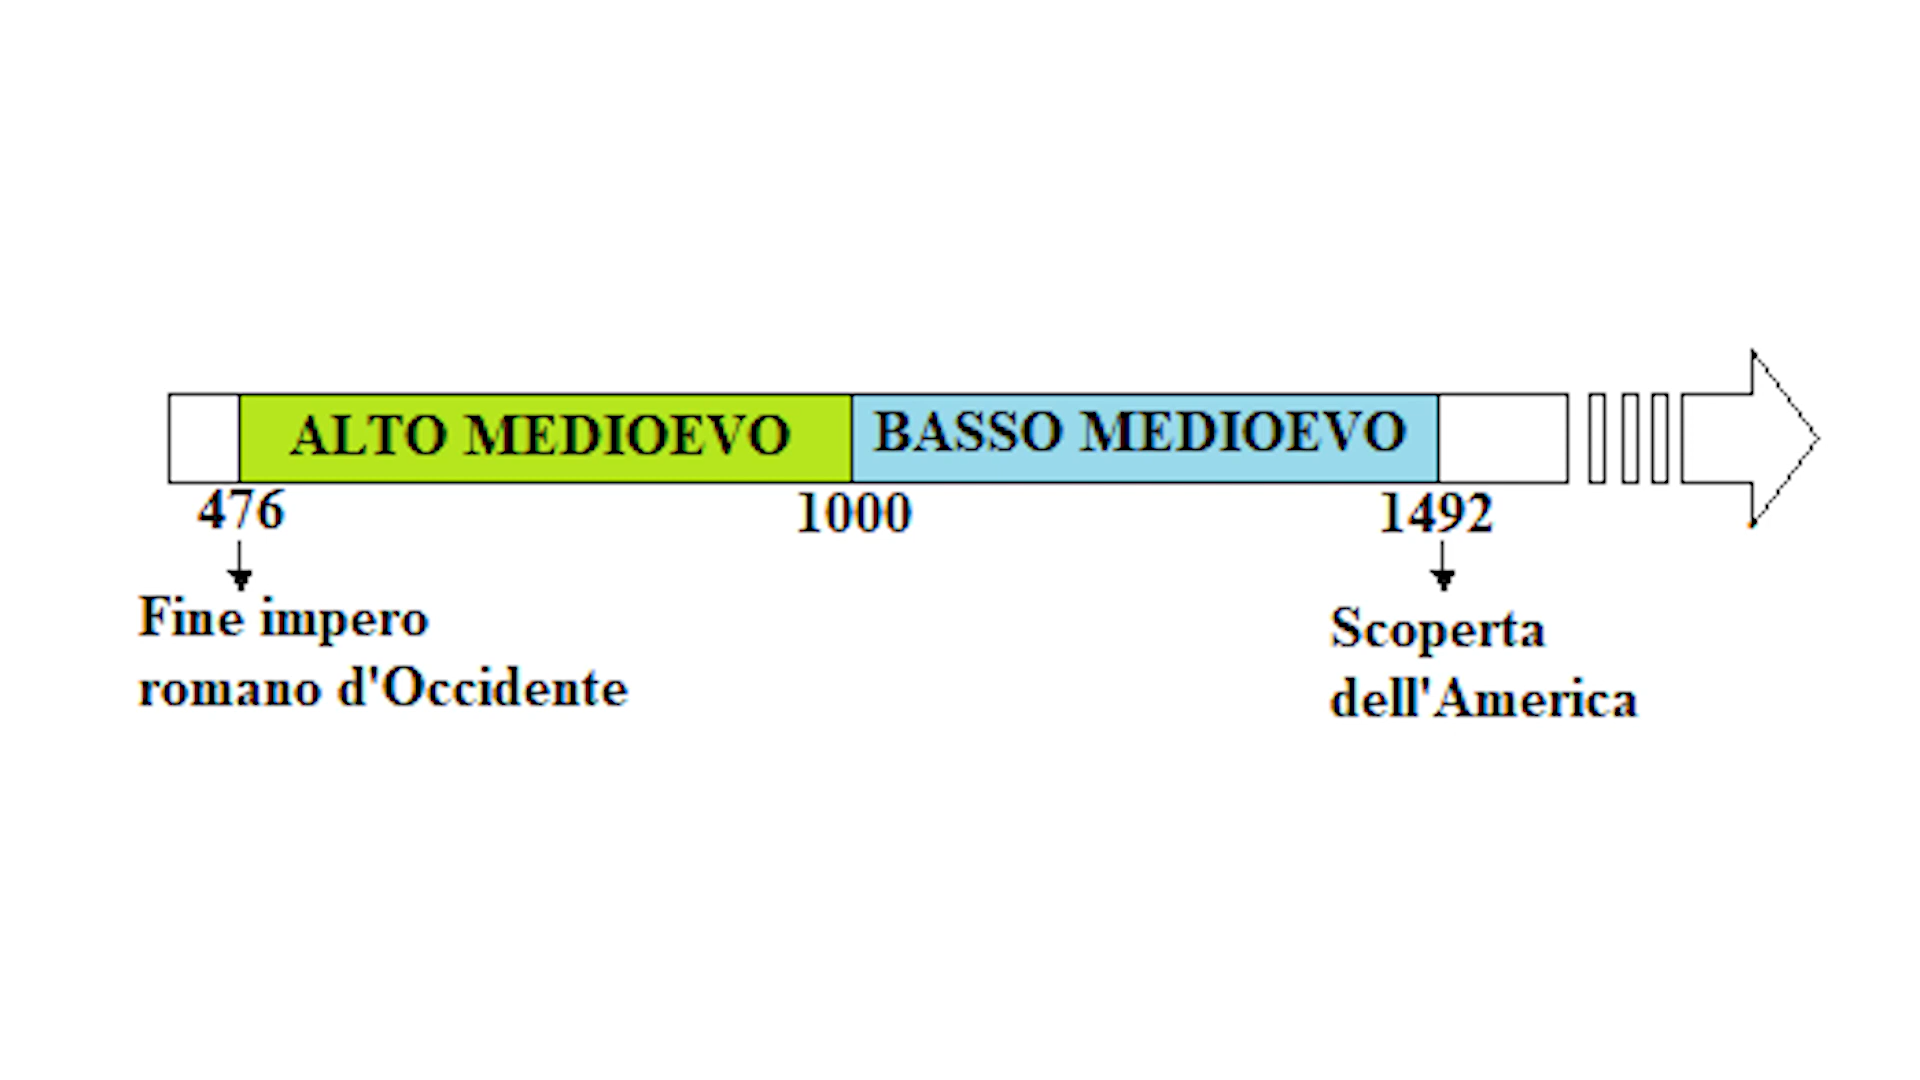 ALTO MEDIOEVO BASSO MEDIOEVO
476 1000 1492
Fine impero
romano d'Occidente
Scoperta
dell'America